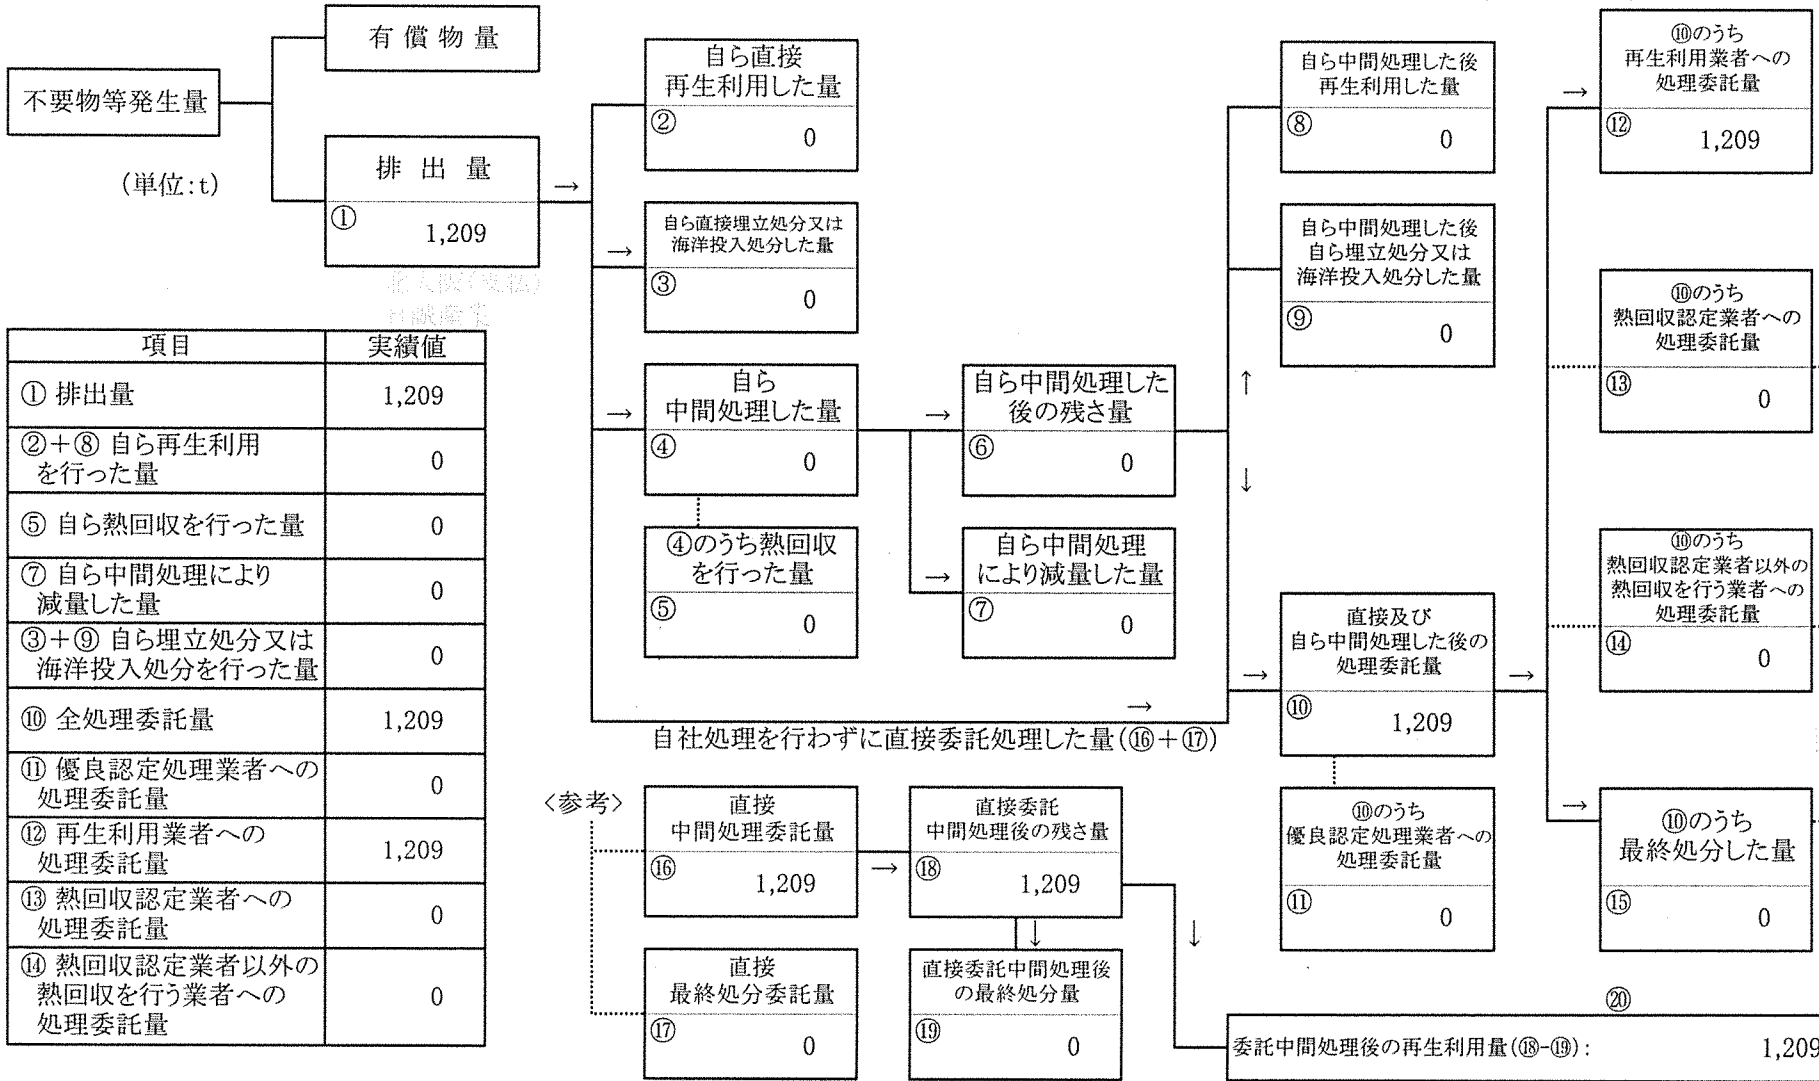 不要物等発生量
(単位:t)
有償物量
排出量
①
1,209
自ら直接
再生利用した量
②
0
自ら直接埋立処分又は
海洋投入処分した量
③
0
自ら
中間処理した量
④
0
④のうち熱回収
を行った量
⑤
0
自ら中間処理した
後の残さ量
⑥
0
自ら中間処理
により減量した量
⑦
0
自ら中間処理した後
再生利用した量
⑧
0
自ら中間処理した後
自ら埋立処分又は
海洋投入処分した量
⑨
0
直接及び
自ら中間処理した後の
処理委託量
⑩
1,209
⑩のうち
優良認定処理業者への
処理委託量
⑪
0
⑩のうち
再生利用業者への
処理委託量
⑫
1,209
⑩のうち
熱回収認定業者への
処理委託量
⑬
0
⑩のうち
熱回収認定業者以外の
熱回収を行う業者への
処理委託量
⑭
0
⑩のうち
最終処分した量
⑮
0
自社処理を行わずに直接委託処理した量(⑯+⑰)
<参考>
直接
中間処理委託量
⑯
1,209
直接
最終処分委託量
⑰
0
直接委託
中間処理後の残さ量
⑱
1,209
直接委託中間処理後
の最終処分量
⑲
0
⑳
委託中間処理後の再生利用量(⑱-⑲): 1,209
項目 実績値
① 排出量 1,209
②+⑧ 自ら再生利用
を行った量 0
⑤ 自ら熱回収を行った量 0
⑦ 自ら中間処理により
減量した量 0
③+⑨ 自ら埋立処分又は
海洋投入処分を行った量 0
⑩ 全処理委託量 1,209
⑪ 優良認定処理業者への
処理委託量 0
⑫ 再生利用業者への
処理委託量 1,209
⑬ 熱回収認定業者への
処理委託量 0
⑭ 熱回収認定業者以外の
熱回収を行う業者への
処理委託量 0